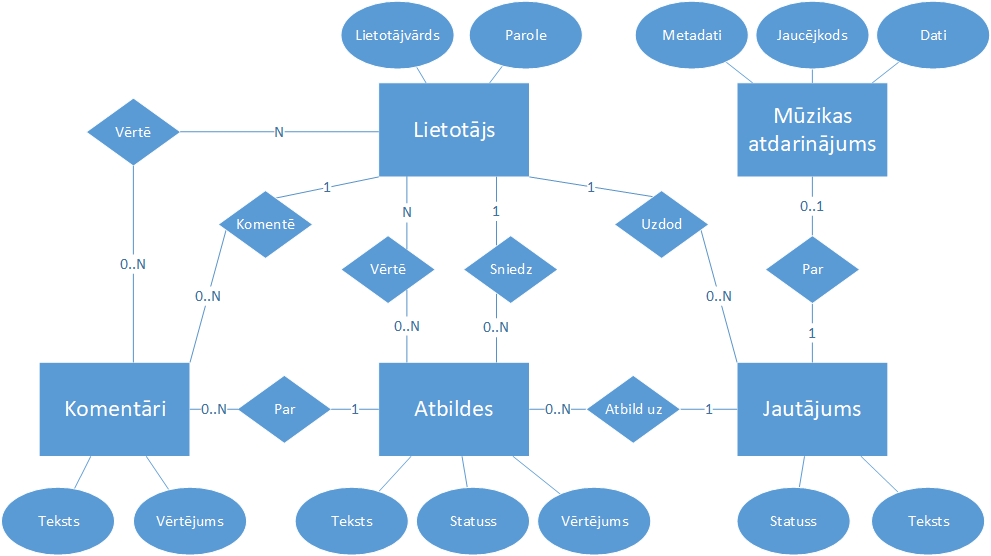 Lietotājvārds
Parole
Metadati
Jaucējkods
Dati
Lietotājs
Mūzikas
atdarinājums
Vērtē
N
1
1
N
1
0..1
Komentē
Uzdod
Vērtē
Sniedz
Par
0..N
0..N
0..N
0..N
0..N
1
Komentāri
0..N
Par
1
Atbildes
0..N
Atbild uz
1
Jautājums
Teksts
Vērtējums
Teksts
Statuss
Vērtējums
Statuss
Teksts